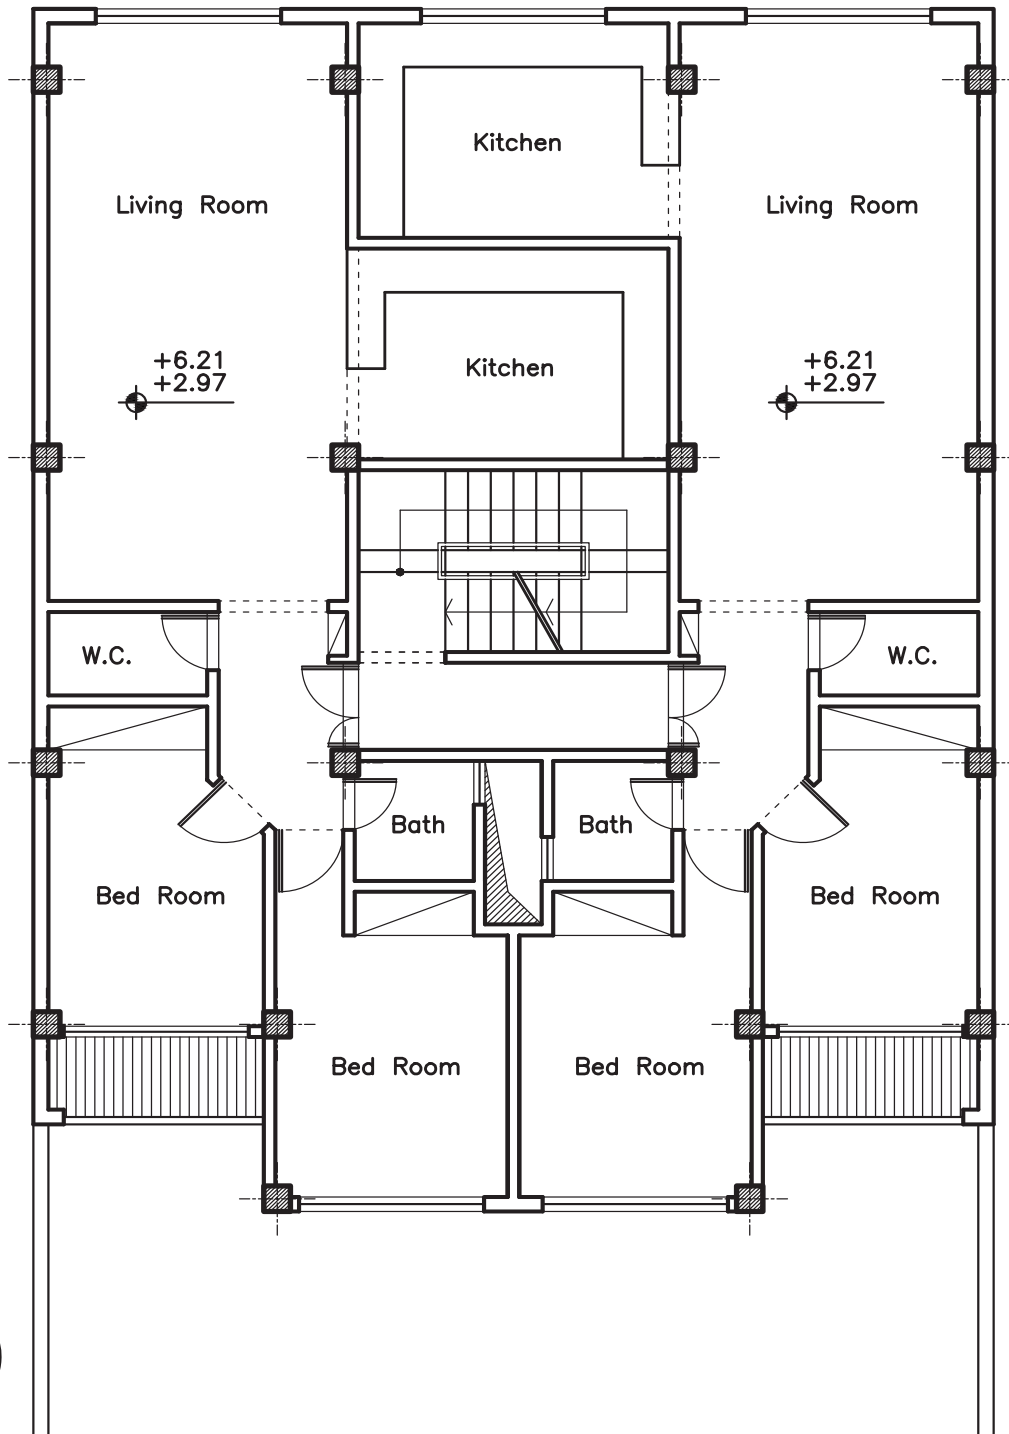 Kitchen
Living Room
Living Room
+6.21
+2.97
Kitchen
+6.21
+2.97
W.C.
W.C.
Bath
Bath
Bed Room
Bed Room
Bed Room
Bed Room